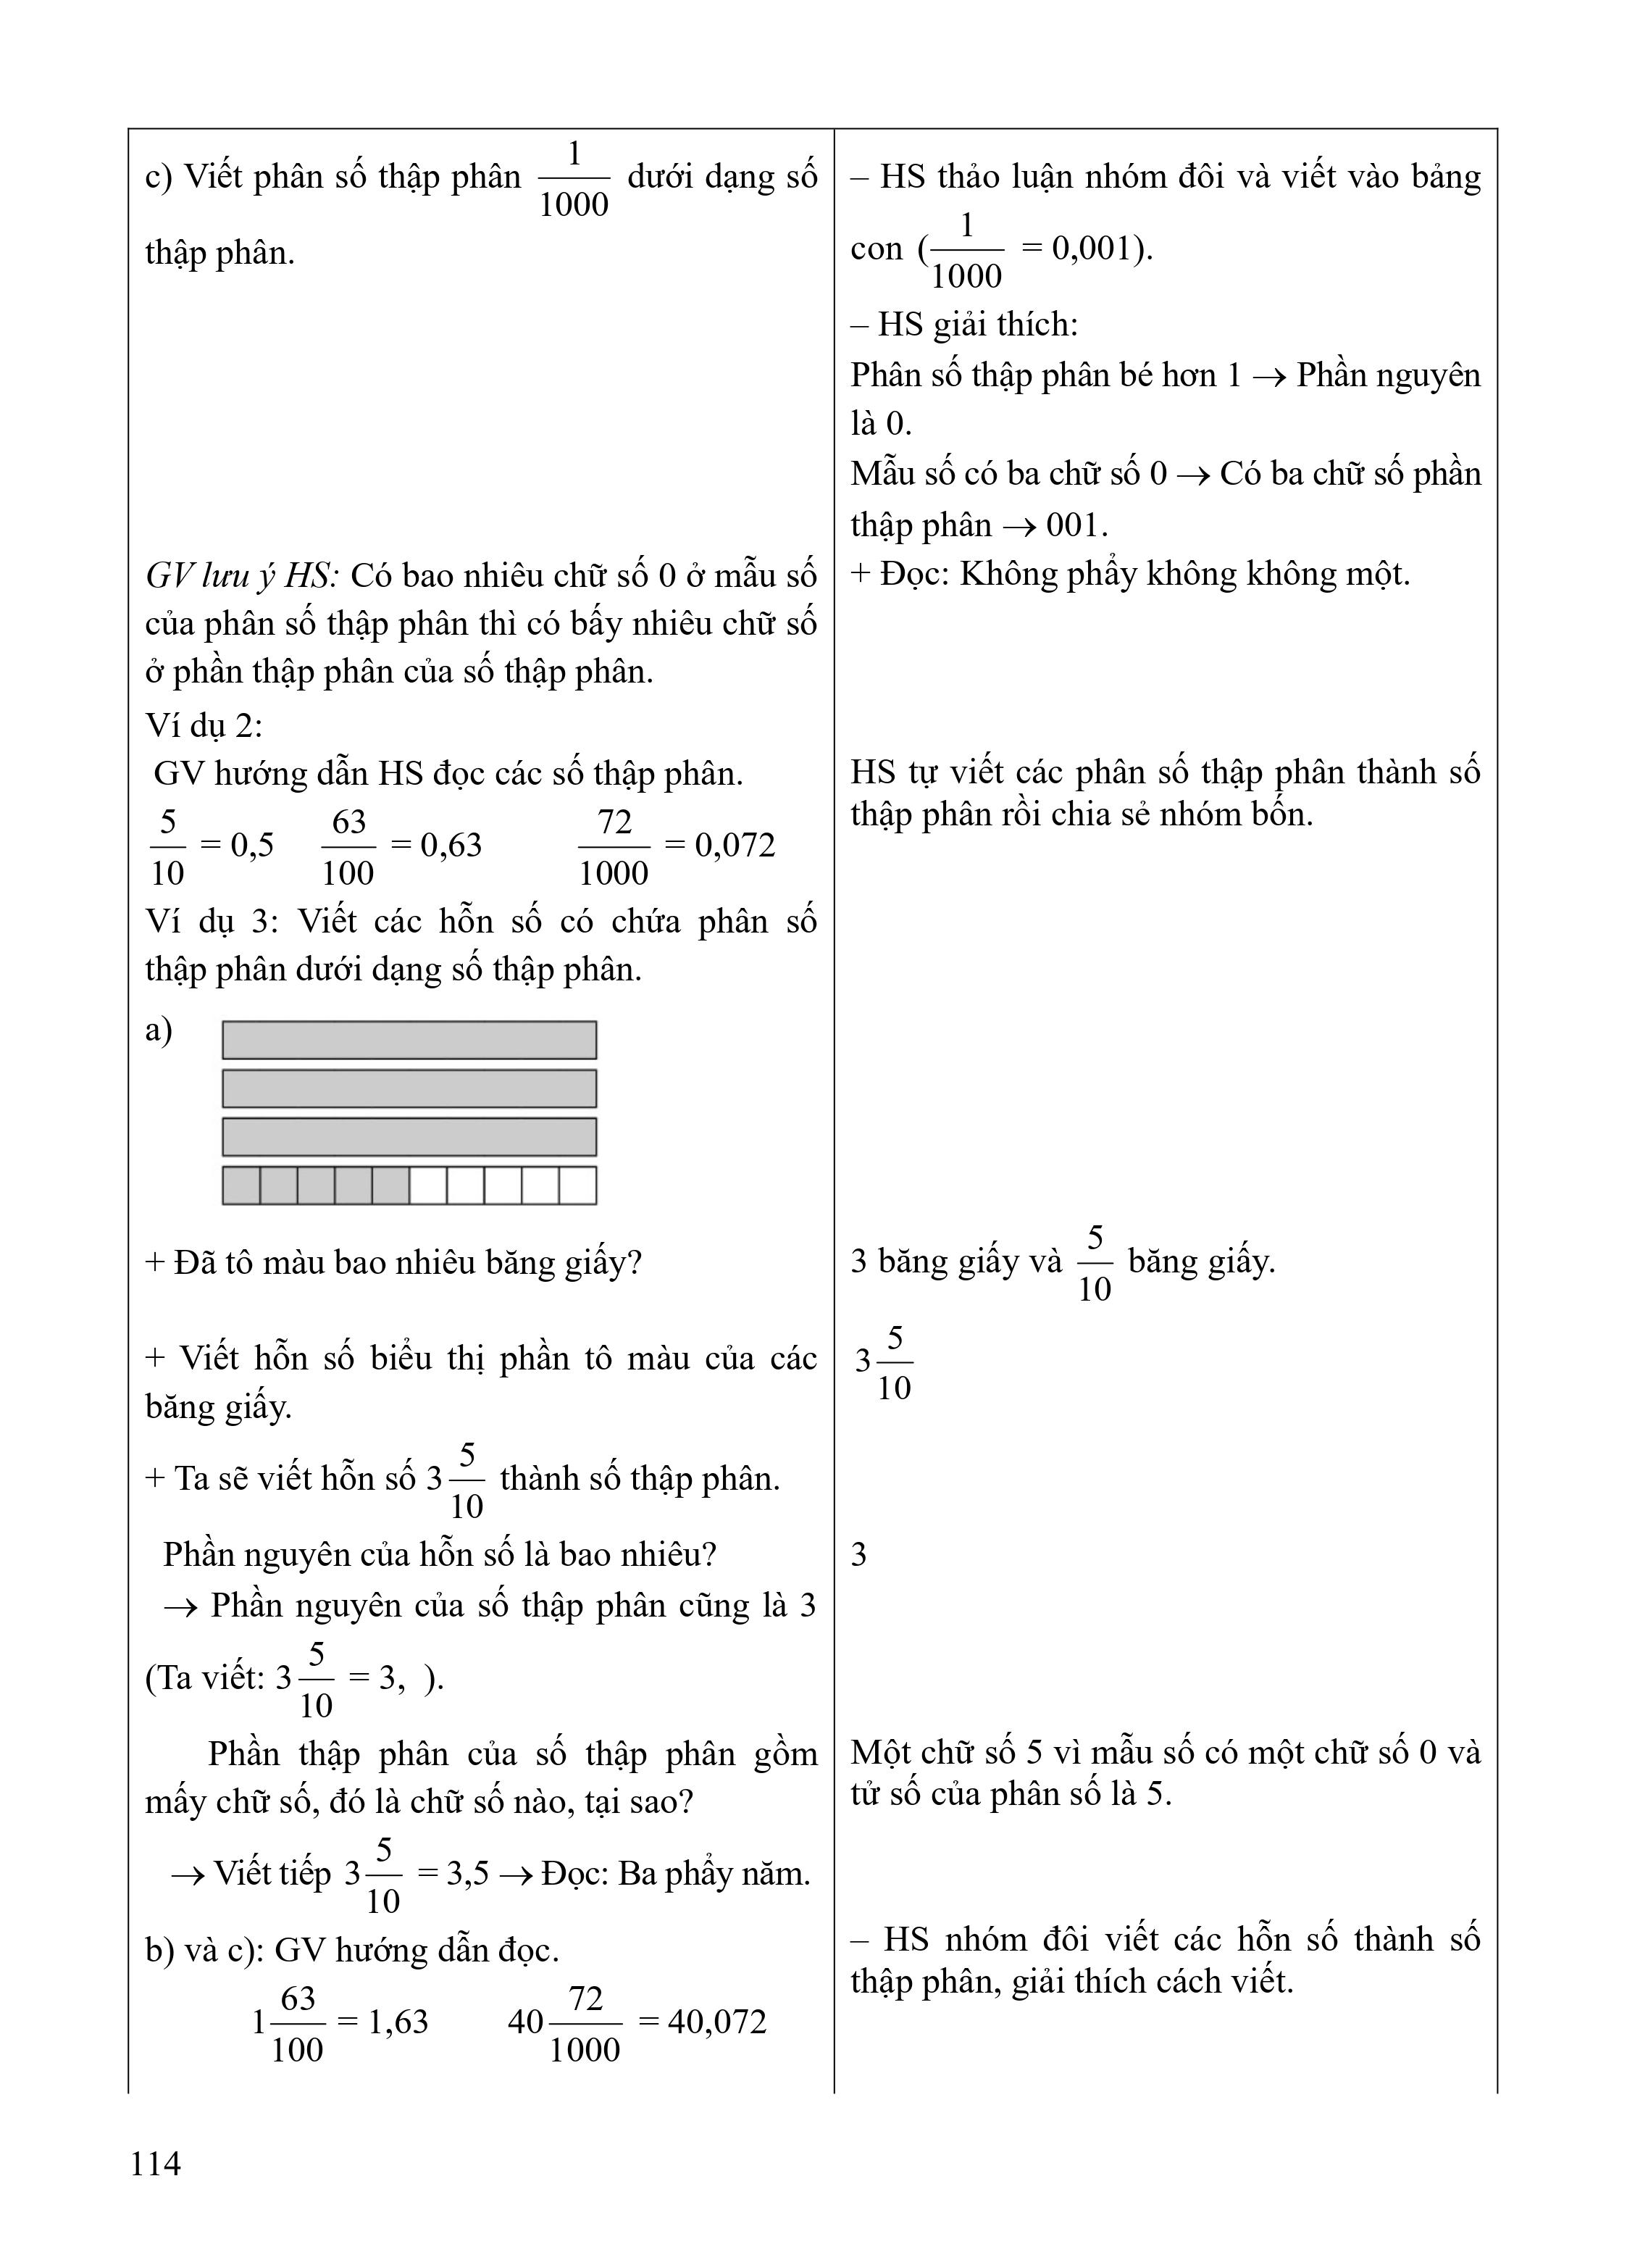 c) Viết phân số thập phân 1/1000 dưới dạng số
thập phân.
GV lưu ý HS: Có bao nhiêu chữ số 0 ở mẫu số
của phân số thập phân thì có bấy nhiêu chữ số
ở phần thập phân của số thập phân.
Ví dụ 2:
GV hướng dẫn HS đọc các số thập phân.
5/10 = 0,5 63/100 = 0,63 72/1000 = 0,072
Ví dụ 3: Viết các hỗn số có chứa phân số
thập phân dưới dạng số thập phân.
a)
+ Đã tô màu bao nhiêu băng giấy?
+ Viết hỗn số biểu thị phần tô màu của các
băng giấy.
+ Ta sẽ viết hỗn số 3 5/10 thành số thập phân.
Phần nguyên của hỗn số là bao nhiêu?
→ Phần nguyên của số thập phân cũng là 3
(Ta viết: 3 5/10 = 3, ).
Phần thập phân của số thập phân gồm
mấy chữ số, đó là chữ số nào, tại sao?
→ Viết tiếp 3 5/10 = 3,5 → Đọc: Ba phẩy năm.
b) và c): GV hướng dẫn đọc.
1 63/100 = 1,63 40 72/1000 = 40,072
– HS thảo luận nhóm đôi và viết vào bảng
con (1/1000 = 0,001).
– HS giải thích:
Phân số thập phân bé hơn 1 → Phần nguyên
là 0.
Mẫu số có ba chữ số 0 → Có ba chữ số phần
thập phân → 001.
+ Đọc: Không phẩy không không một.
HS tự viết các phân số thập phân thành số
thập phân rồi chia sẻ nhóm bốn.
3 băng giấy và 5/10 băng giấy.
3 5/10
3
Một chữ số 5 vì mẫu số có một chữ số 0 và
tử số của phân số là 5.
– HS nhóm đôi viết các hỗn số thành số
thập phân, giải thích cách viết.
114